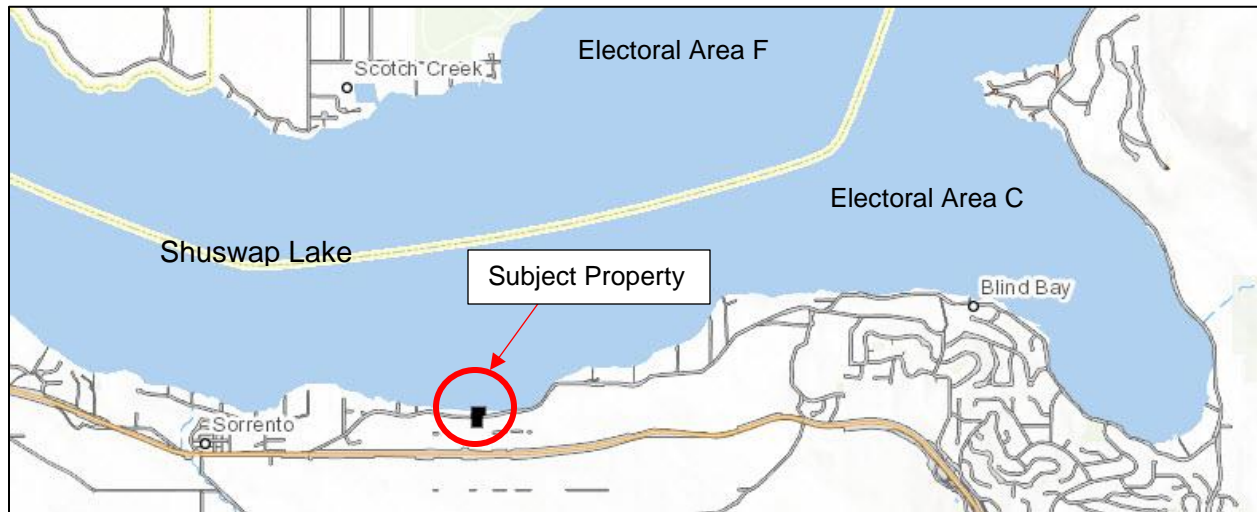 Electoral Area F
Scotch Creek
Electoral Area C
Shuswap Lake
Subject Property
Blind Bay
Sorrento